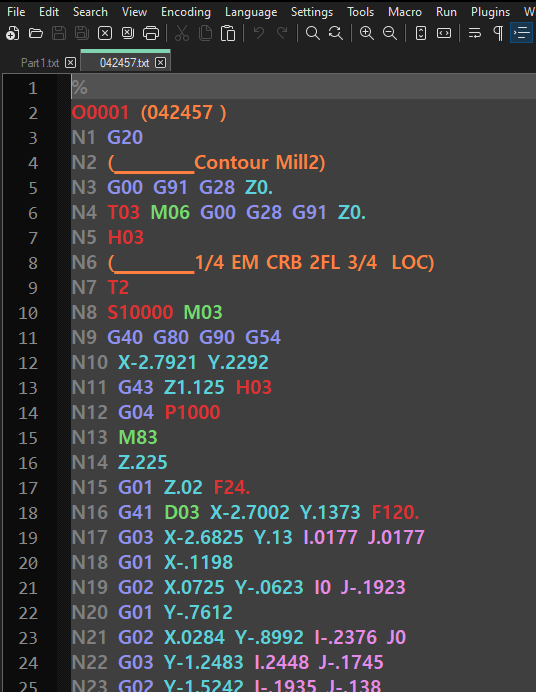 File Edit Search View Encoding Language Settings Tools Macro Run Plugins W
Part1.txt 042457.txt
1 %
2 O0001 (042457 )
3 N1 G20
4 N2 (________Contour Mill2)
5 N3 G00 G91 G28 Z0.
6 N4 T03 M06 G00 G28 G91 Z0.
7 N5 H03
8 N6 (________1/4 EM CRB 2FL 3/4  LOC)
9 N7 T2
10 N8 S10000 M03
11 N9 G40 G80 G90 G54
12 N10 X-2.7921 Y.2292
13 N11 G43 Z1.125 H03
14 N12 G04 P1000
15 N13 M83
16 N14 Z.225
17 N15 G01 Z.02 F24.
18 N16 G41 D03 X-2.7002 Y.1373 F120.
19 N17 G03 X-2.6825 Y.13 I.0177 J.0177
20 N18 G01 X-.1198
21 N19 G02 X.0725 Y-.0623 I0 J-.1923
22 N20 G01 Y-.7612
23 N21 G02 X.0284 Y-.8992 I-.2376 J0
24 N22 G03 Y-1.2483 I.2448 J-.1745
25 N23 G02 Y-1.5242 I-.1935 J-.138